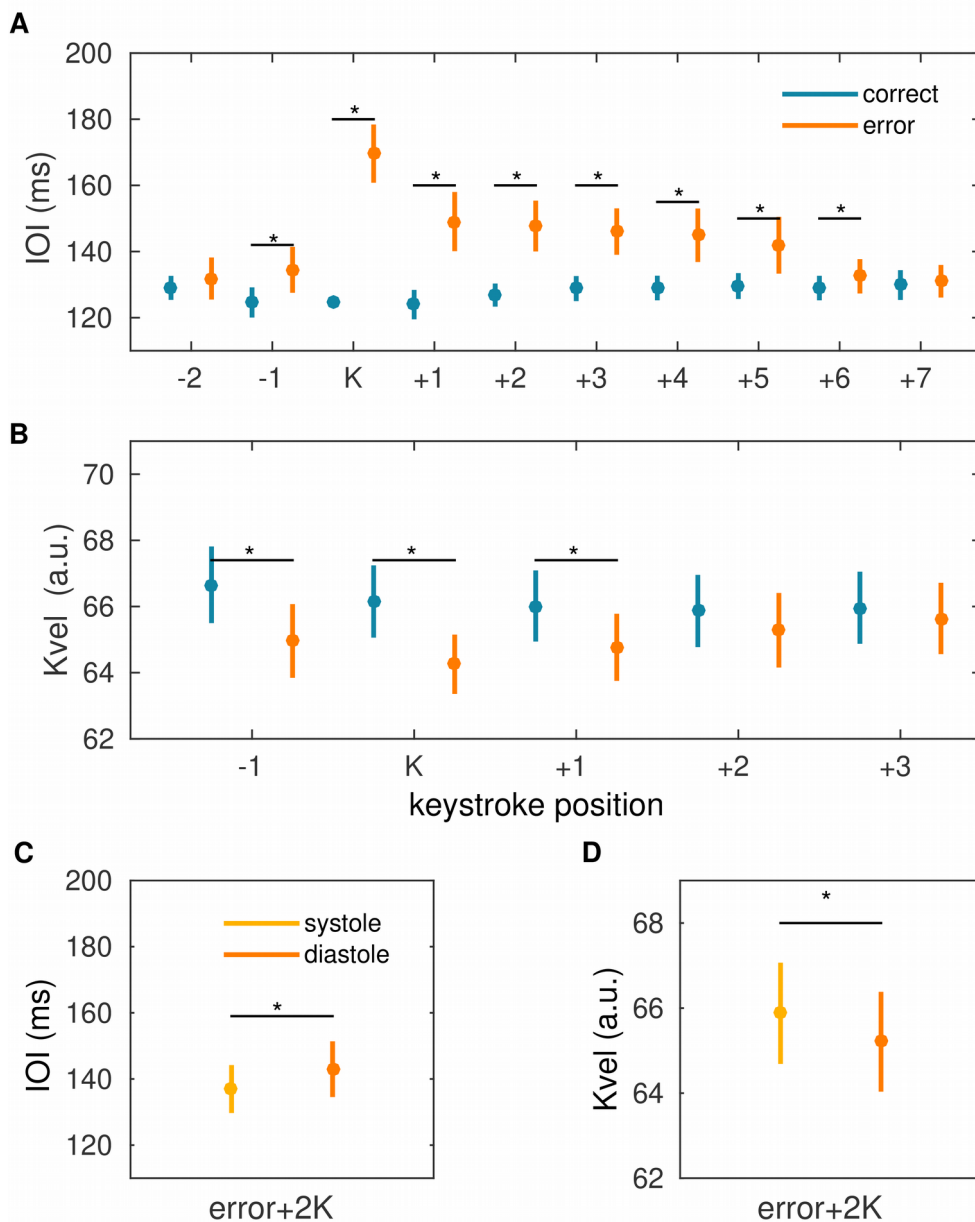 A
200
180
160
140
120
IOI (ms)
correct
error
*
*
*
*
*
*
*
*
-2 -1 K +1 +2 +3 +4 +5 +6 +7
B
70
68
66
64
62
Kvel (a.u.)
*
*
*
-1 K +1 +2 +3
keystroke position
C
200
180
160
140
120
IOI (ms)
systole
diastole
*
error+2K
D
68
66
64
62
Kvel (a.u.)
*
error+2K